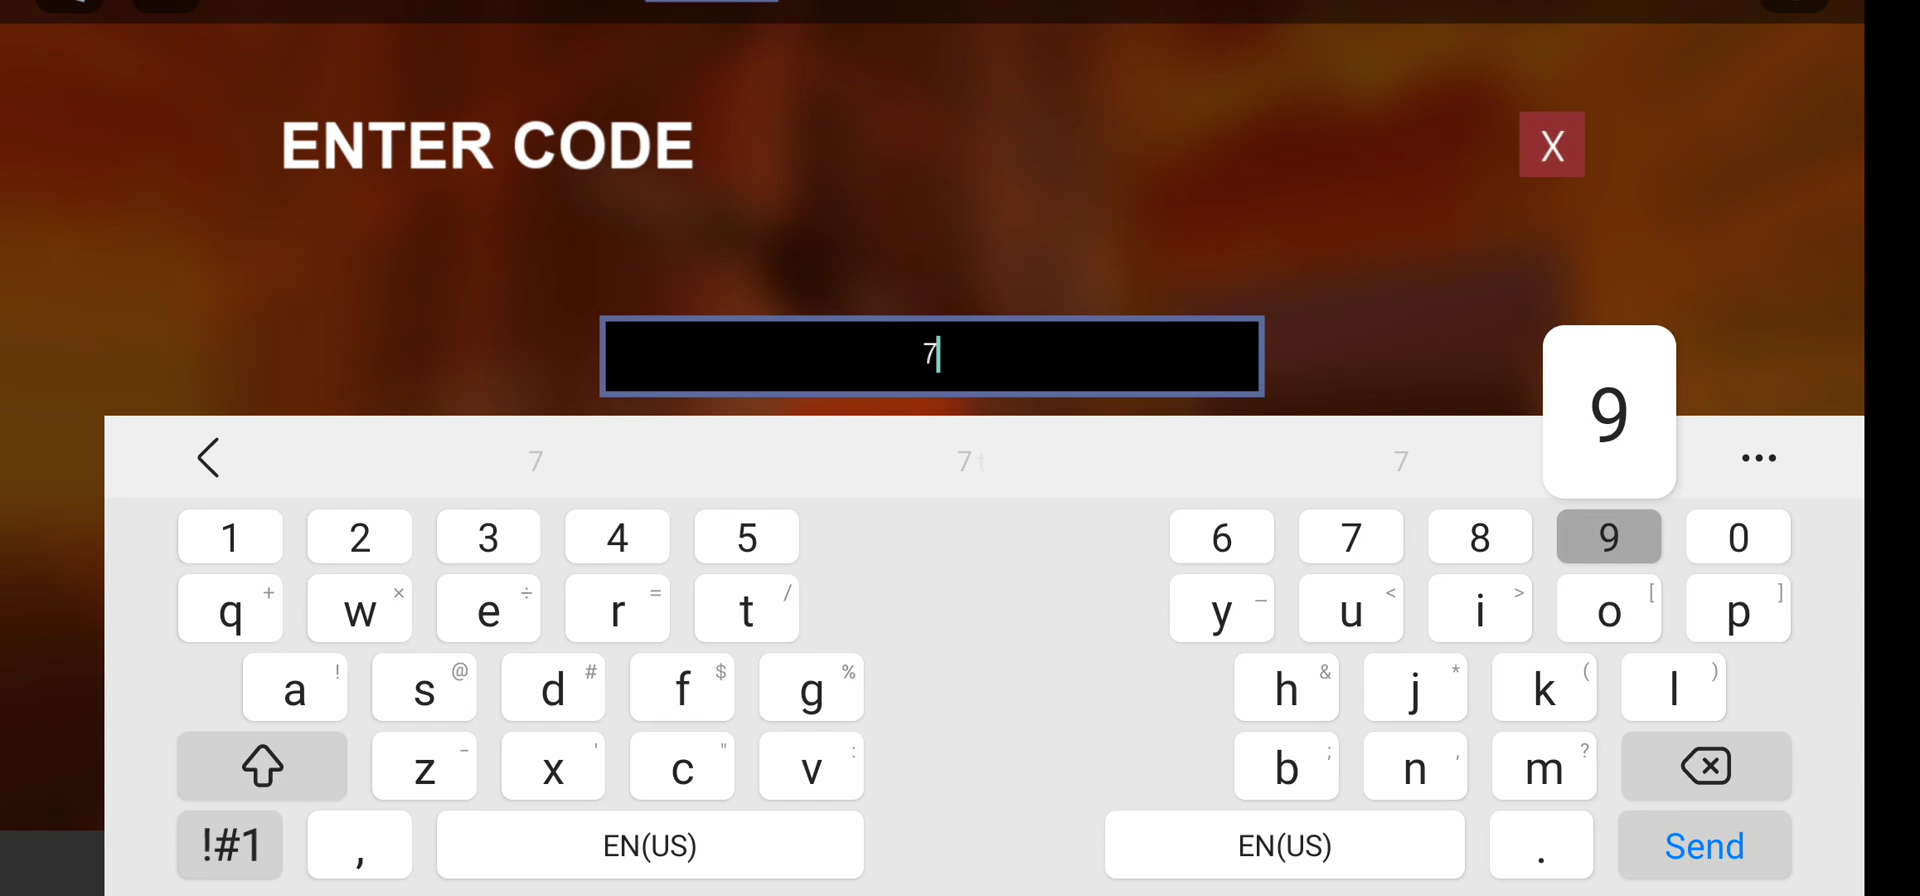 ENTER CODE
X
7
9
7 7 7
1 2 3 4 5 6 7 8 9 0
q + w × e ÷ r = t / y _ u < i > o [ p ]
a ! s @ d # f $ g % h & j * k ( l )
z - x ' c " v : b ; n , m ?
!#1 , EN(US) EN(US) . Send